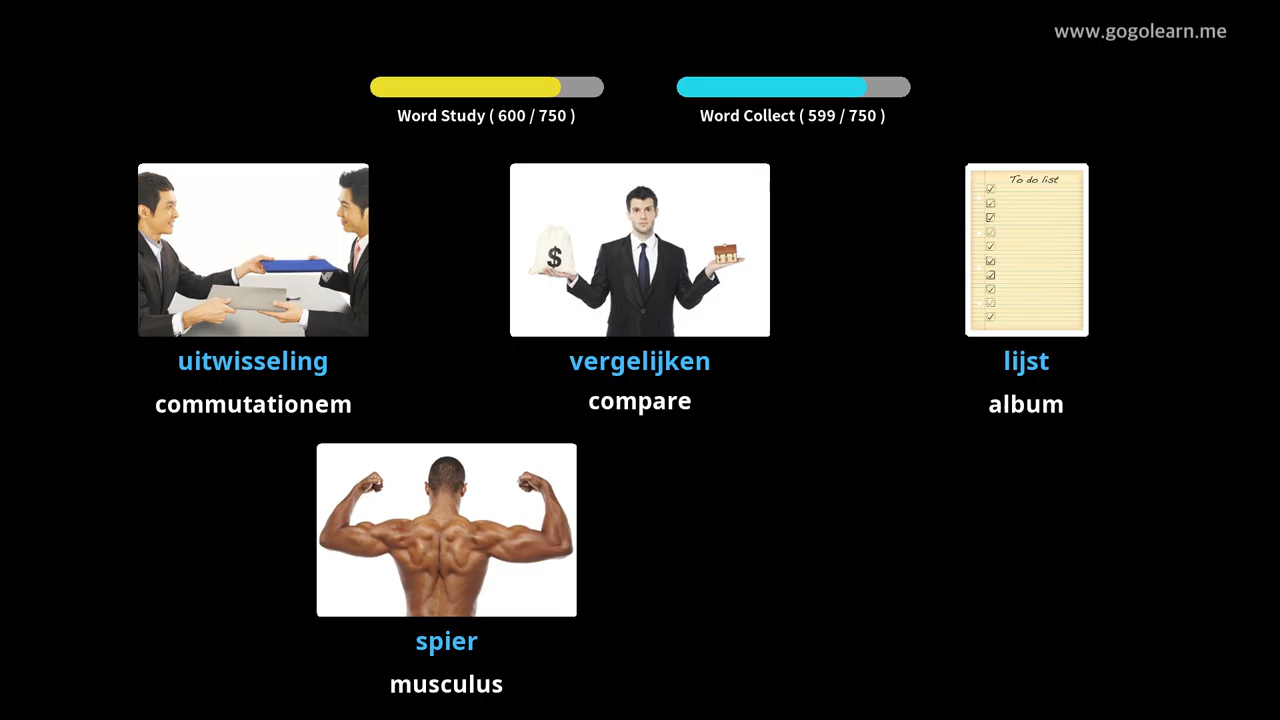 www.gogolearn.me
Word Study ( 600 / 750 )
Word Collect ( 599 / 750 )
To do list
$
uitwisseling
vergelijken
lijst
commutationem
compare
album
spier
musculus